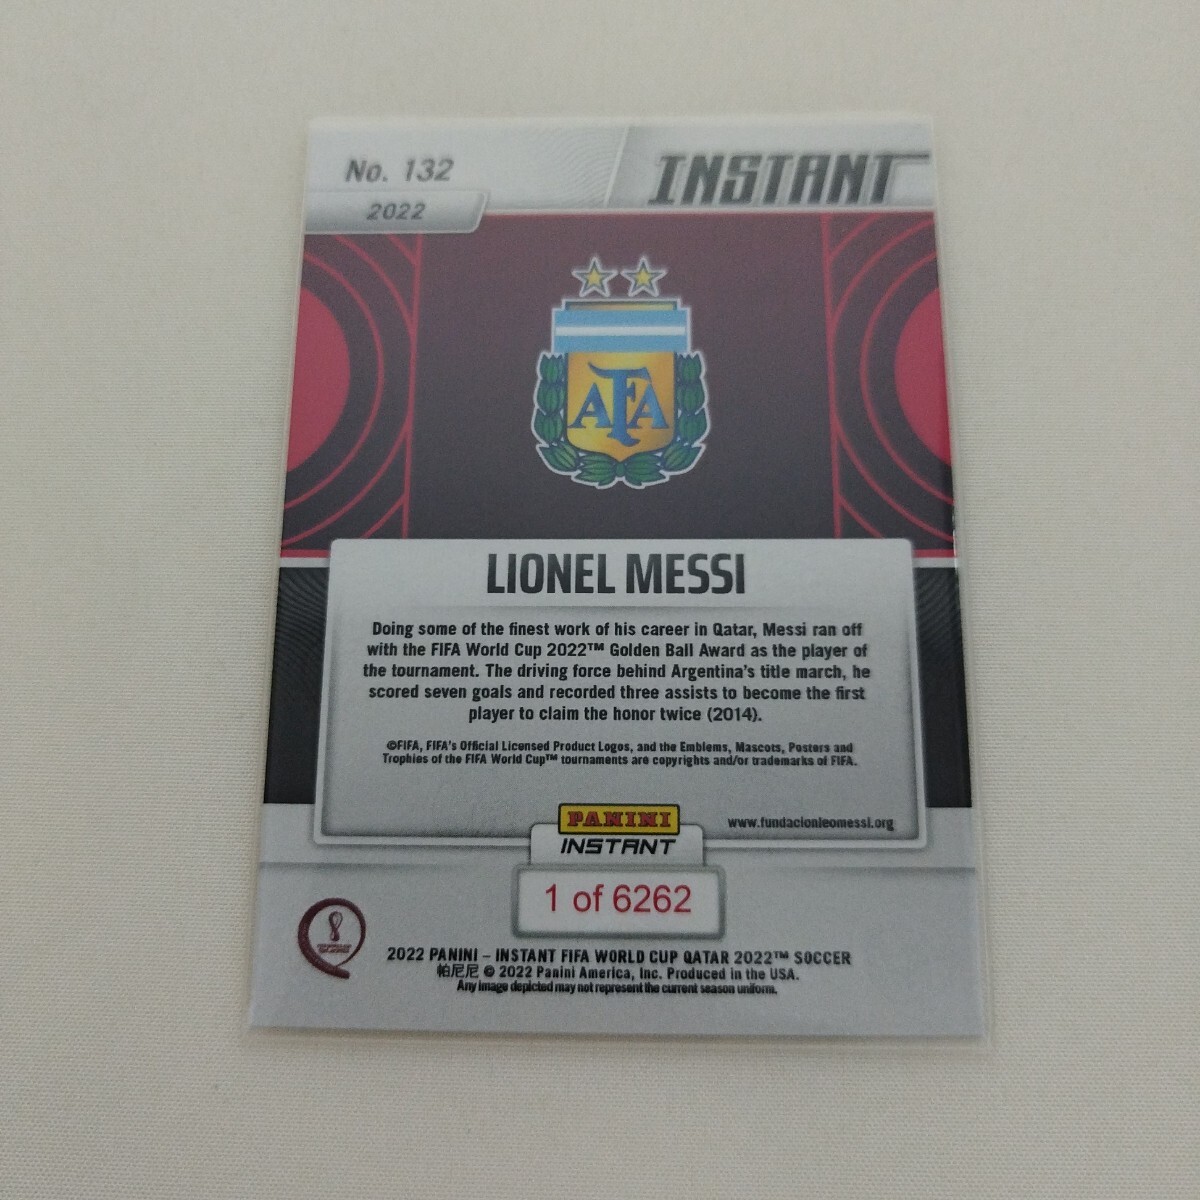 No. 132
2022
INSTANT
AFA
LIONEL MESSI
Doing some of the finest work of his career in Qatar, Messi ran off
with the FIFA World Cup 2022™ Golden Ball Award as the player of
the tournament. The driving force behind Argentina's title march, he
scored seven goals and recorded three assists to become the first
player to claim the honor twice (2014).
©FIFA, FIFA's Official Licensed Product Logos, and the Emblems, Mascots, Posters and
Trophies of the FIFA World Cup™ tournaments are copyrights and/or trademarks of FIFA.
PANINI
INSTANT
www.fundacionleomessi.org
1 of 6262
2022 PANINI – INSTANT FIFA WORLD CUP QATAR 2022™ SOCCER
帕尼尼 © 2022 Panini America, Inc. Produced in the USA.
Any image depicted may not represent the current season uniform.